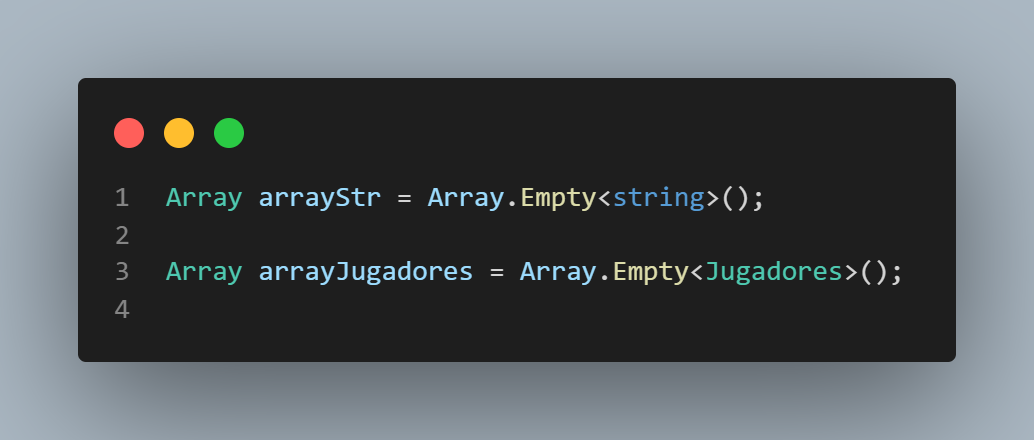 1 Array arrayStr = Array.Empty<string>();
2
3 Array arrayJugadores = Array.Empty<Jugadores>();
4